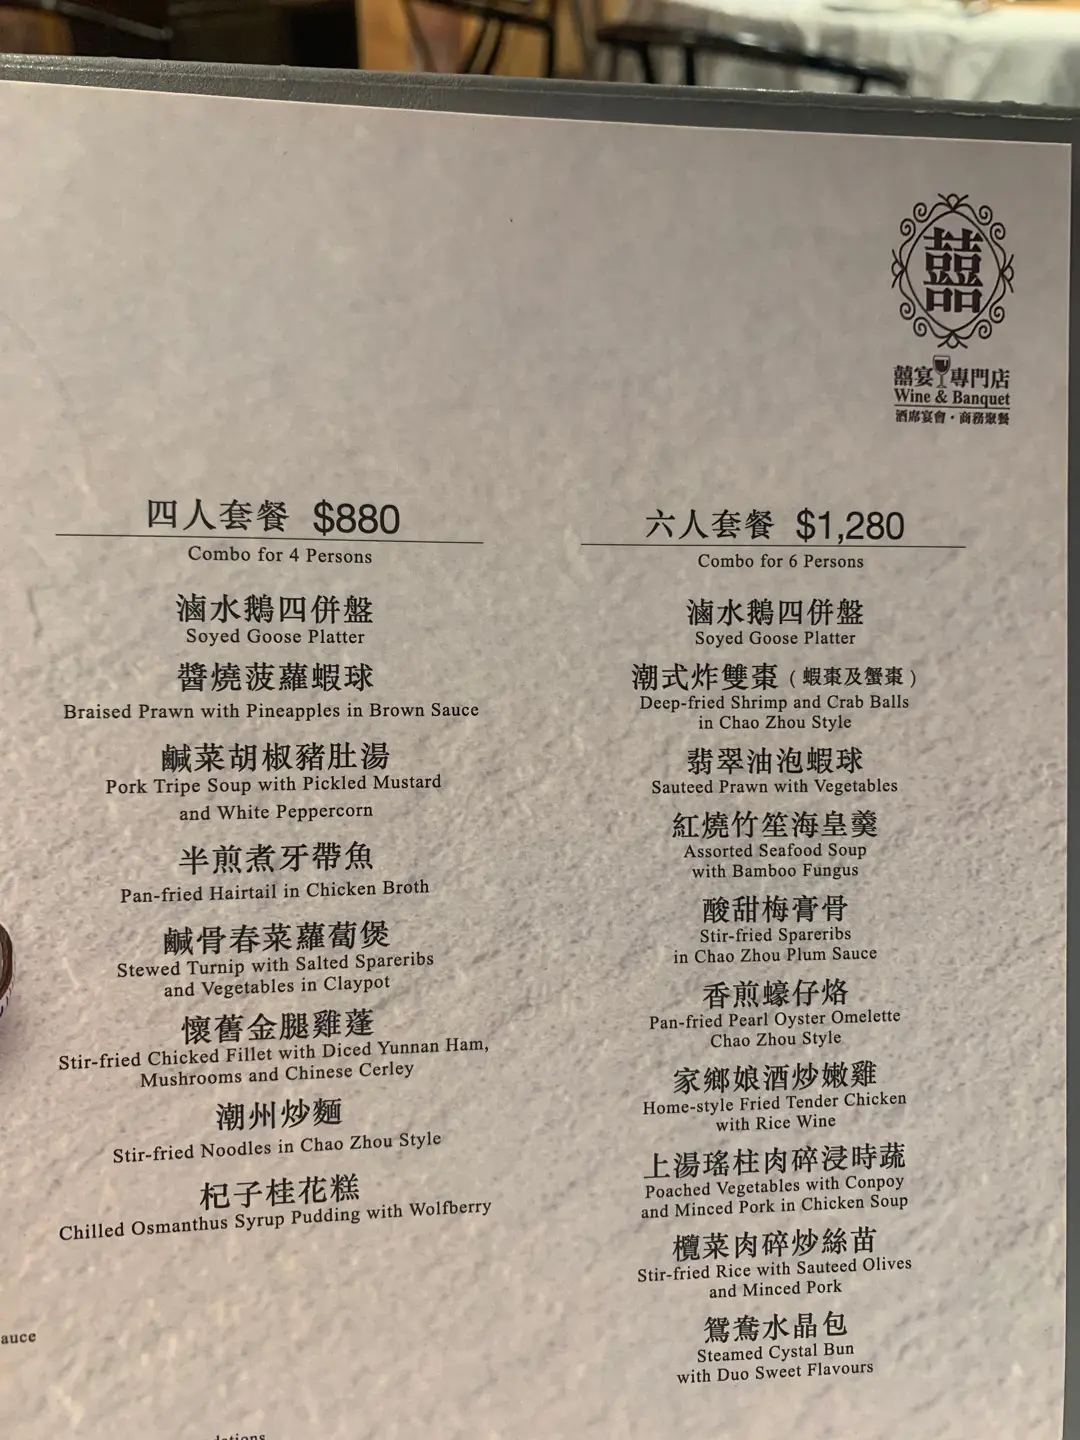 囍
囍宴專門店
Wine & Banquet
酒席宴會・商務聚餐
四人套餐 $880
Combo for 4 Persons
滷水鵝四併盤
Soyed Goose Platter
醬燒菠蘿蝦球
Braised Prawn with Pineapples in Brown Sauce
鹹菜胡椒豬肚湯
Pork Tripe Soup with Pickled Mustard
and White Peppercorn
半煎煮牙帶魚
Pan-fried Hairtail in Chicken Broth
鹹骨春菜蘿蔔煲
Stewed Turnip with Salted Spareribs
and Vegetables in Claypot
懷舊金腿雞蓬
Stir-fried Chicked Fillet with Diced Yunnan Ham,
Mushrooms and Chinese Cerley
潮州炒麵
Stir-fried Noodles in Chao Zhou Style
杞子桂花糕
Chilled Osmanthus Syrup Pudding with Wolfberry
六人套餐 $1,280
Combo for 6 Persons
滷水鵝四併盤
Soyed Goose Platter
潮式炸雙棗（蝦棗及蟹棗）
Deep-fried Shrimp and Crab Balls
in Chao Zhou Style
翡翠油泡蝦球
Sauteed Prawn with Vegetables
紅燒竹笙海皇羹
Assorted Seafood Soup
with Bamboo Fungus
酸甜梅膏骨
Stir-fried Spareribs
in Chao Zhou Plum Sauce
香煎蠔仔烙
Pan-fried Pearl Oyster Omelette
Chao Zhou Style
家鄉娘酒炒嫩雞
Home-style Fried Tender Chicken
with Rice Wine
上湯瑤柱肉碎浸時蔬
Poached Vegetables with Conpoy
and Minced Pork in Chicken Soup
欖菜肉碎炒絲苗
Stir-fried Rice with Sauteed Olives
and Minced Pork
鴛鴦水晶包
Steamed Cystal Bun
with Duo Sweet Flavours
auce